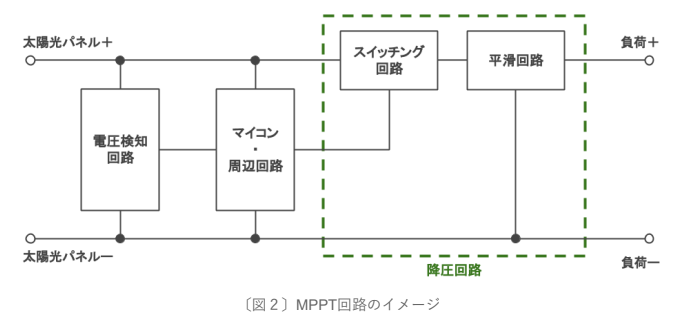 太陽光パネル＋
負荷＋
スイッチング
回路
平滑回路
電圧検知
回路
マイコン
・
周辺回路
太陽光パネルー
負荷ー
降圧回路
〔図２〕MPPT回路のイメージ